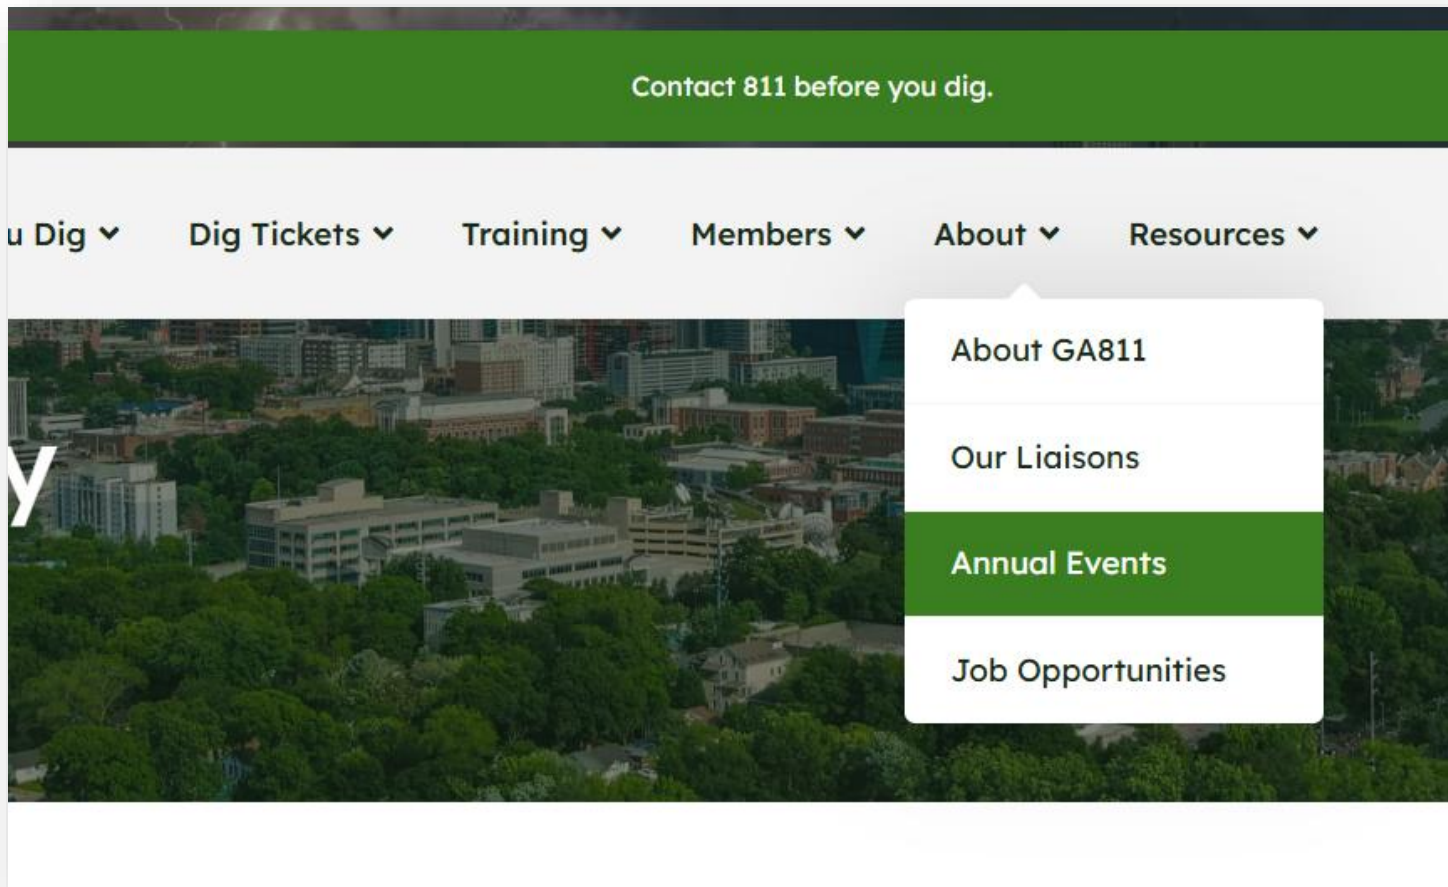 Contact 811 before you dig.
u Dig Dig Tickets Training Members About Resources
About GA811
Our Liaisons
y
Annual Events
Job Opportunities